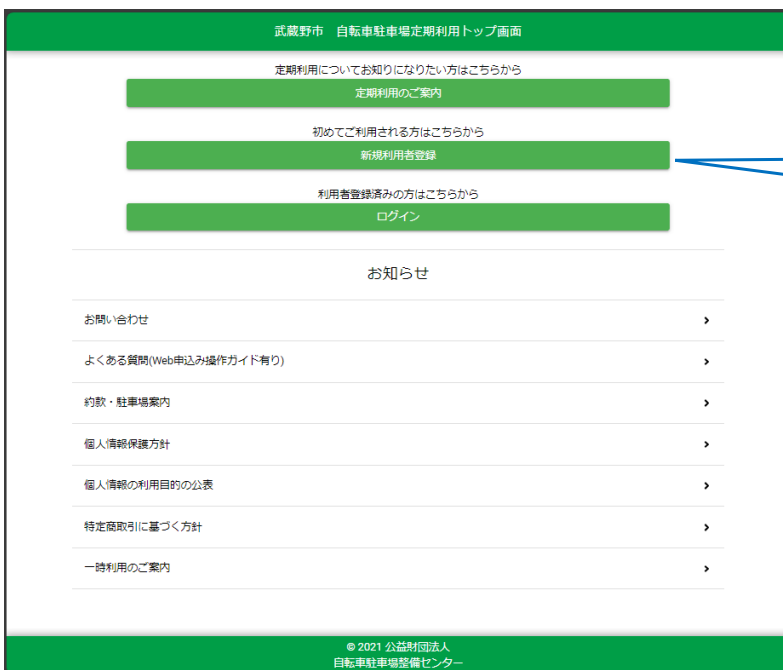 武蔵野市　自転車駐車場定期利用トップ画面
定期利用についてお知りになりたい方はこちらから
定期利用のご案内
初めてご利用される方はこちらから
新規利用者登録
利用者登録済みの方はこちらから
ログイン
お知らせ
お問い合わせ
よくある質問(Web申込み操作ガイド有り)
約款・駐車場案内
個人情報保護方針
個人情報の利用目的の公表
特定商取引に基づく方針
一時利用のご案内
© 2021 公益財団法人
自転車駐車場整備センター